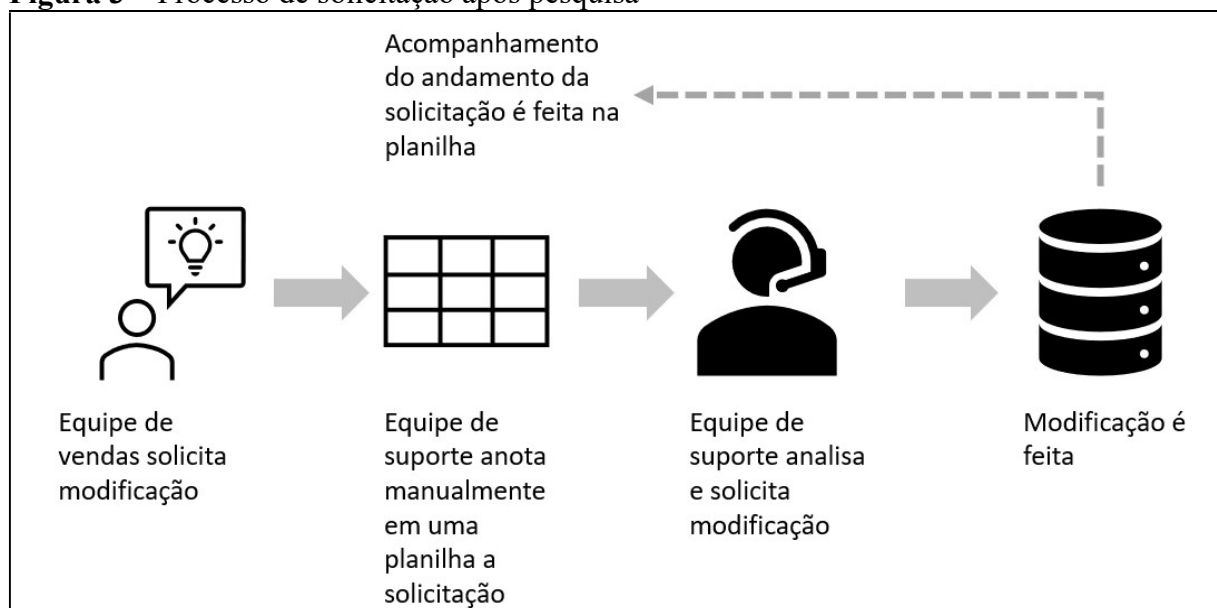 Figura 3 – Processo de solicitação após pesquisa
Acompanhamento
do andamento da
solicitação é feita na
planilha
Equipe de
vendas solicita
modificação
Equipe de
suporte anota
manualmente
em uma
planilha a
solicitação
Equipe de
suporte analisa
e solicita
modificação
Modificação é
feita